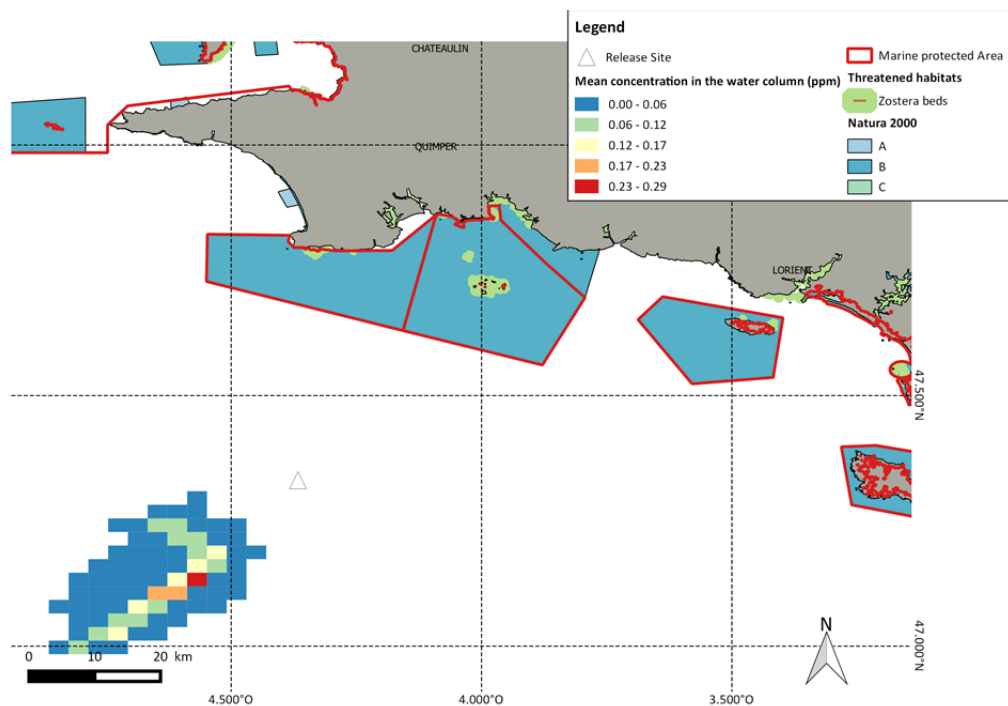 CHATEAULIN
QUIMPER
LORIENT
Legend
Release Site
Mean concentration in the water column (ppm)
0.00 - 0.06
0.06 - 0.12
0.12 - 0.17
0.17 - 0.23
0.23 - 0.29
Marine protected Area
Threatened habitats
Zostera beds
Natura 2000
A
B
C
47.500°N
47.000°N
N
0 10 20 km
4.500°O 4.000°O 3.500°O